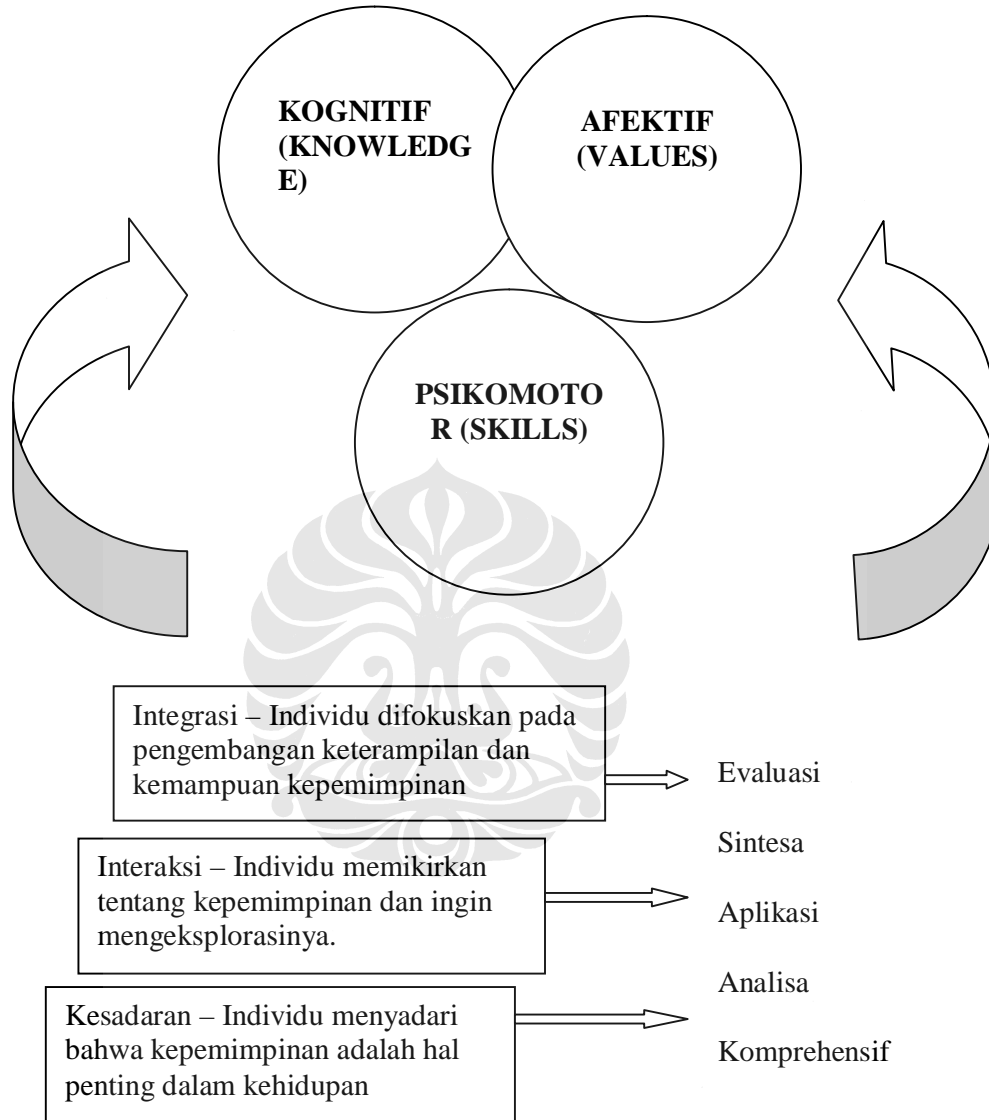 KOGNITIF
(KNOWLEDG
E)
AFEKTIF
(VALUES)
PSIKOMOTO
R (SKILLS)
Integrasi – Individu difokuskan pada
pengembangan keterampilan dan
kemampuan kepemimpinan
Evaluasi
Sintesa
Interaksi – Individu memikirkan
tentang kepemimpinan dan ingin
mengeksplorasinya.
Aplikasi
Analisa
Kesadaran – Individu menyadari
bahwa kepemimpinan adalah hal
penting dalam kehidupan
Komprehensif